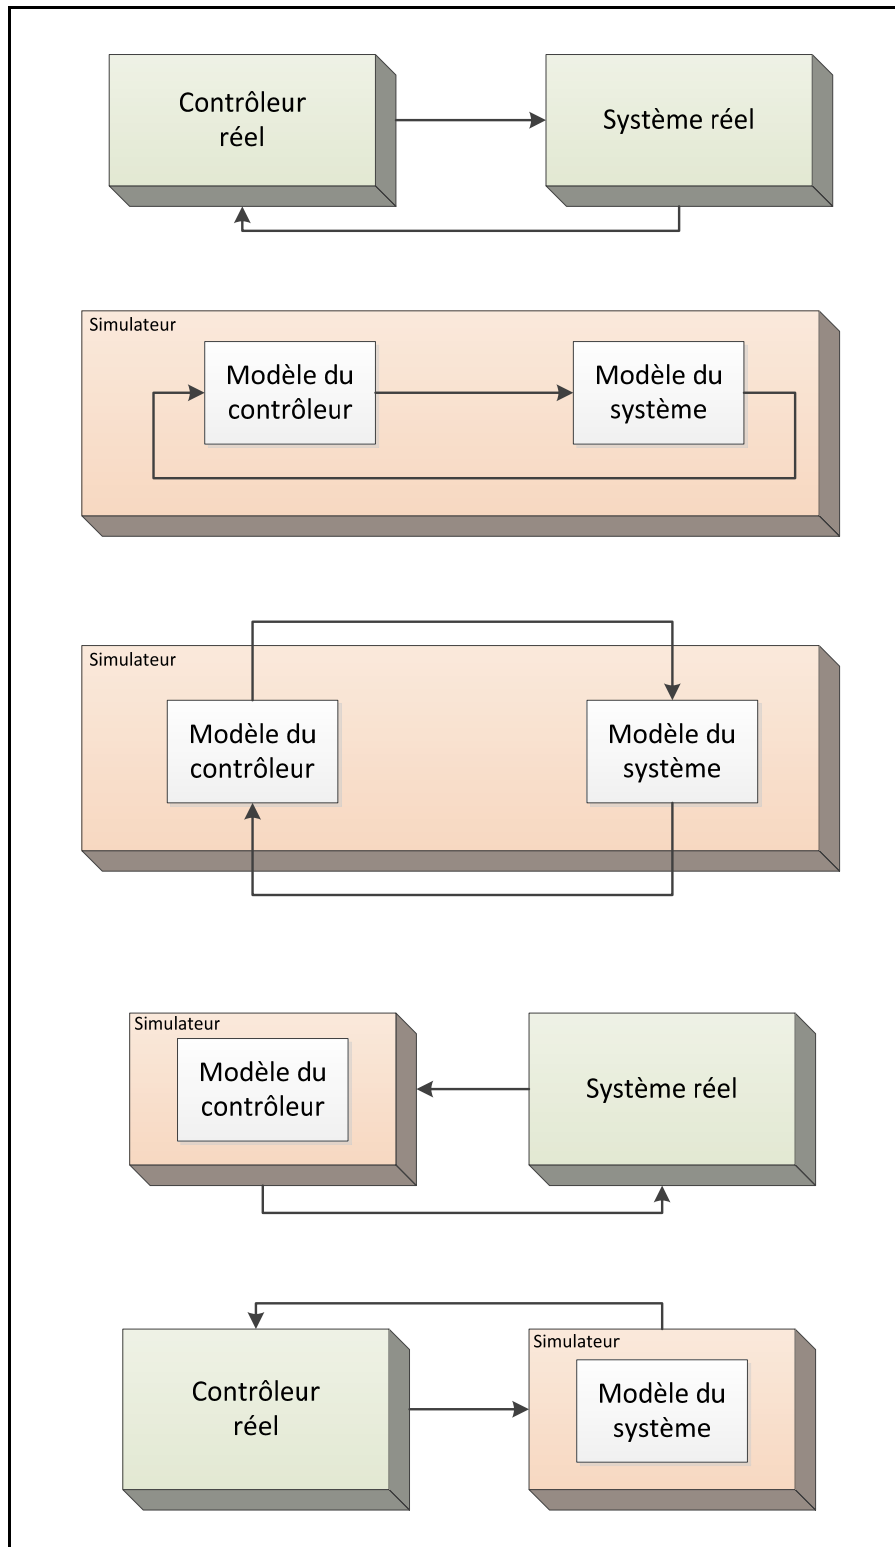 Contrôleur
réel
Système réel
Simulateur
Modèle du
contrôleur
Modèle du
système
Simulateur
Modèle du
contrôleur
Modèle du
système
Simulateur
Modèle du
contrôleur
Système réel
Contrôleur
réel
Simulateur
Modèle du
système